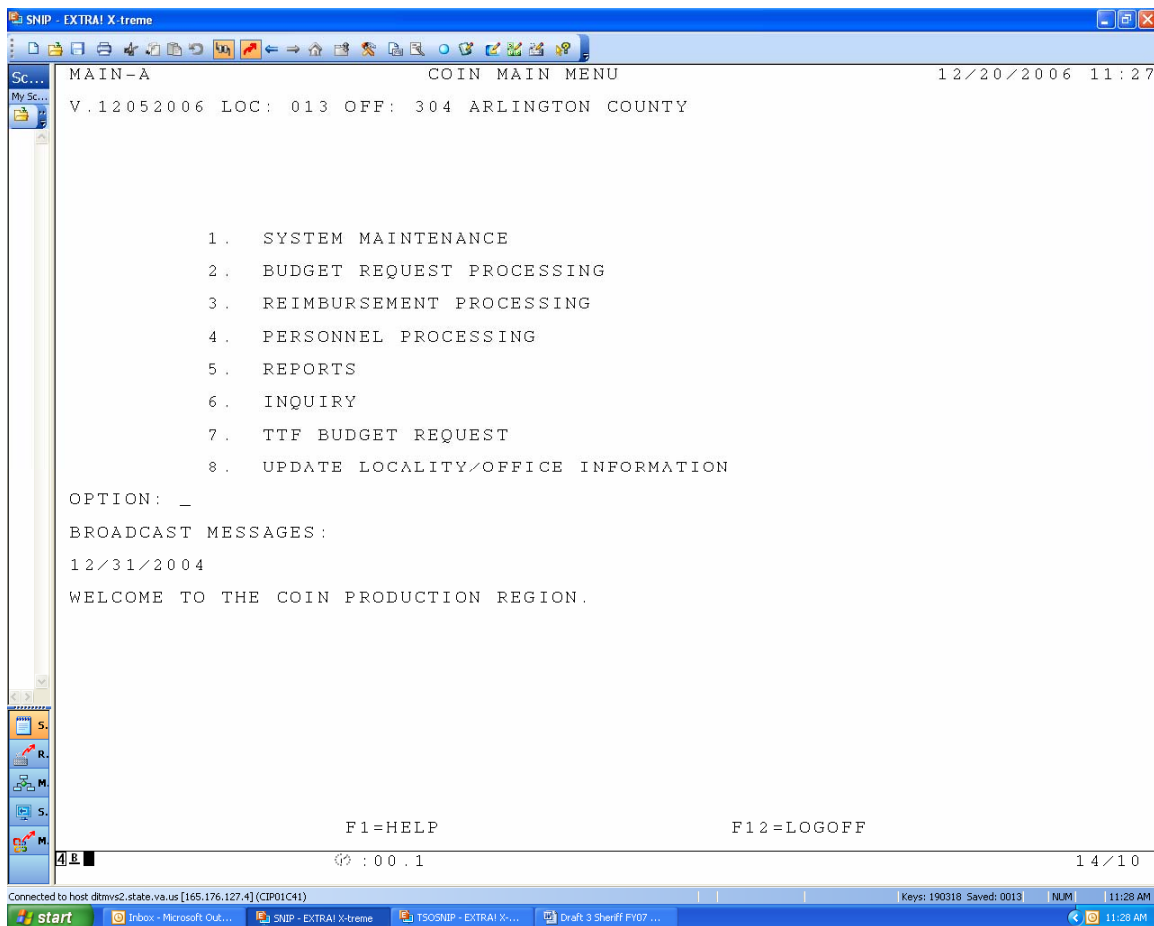 SNIP - EXTRA! X-treme
Sc...
My Sc...
MAIN-A COIN MAIN MENU 12/20/2006 11:27
V.12052006 LOC: 013 OFF: 304 ARLINGTON COUNTY
1. SYSTEM MAINTENANCE
2. BUDGET REQUEST PROCESSING
3. REIMBURSEMENT PROCESSING
4. PERSONNEL PROCESSING
5. REPORTS
6. INQUIRY
7. TTF BUDGET REQUEST
8. UPDATE LOCALITY/OFFICE INFORMATION
OPTION: _
BROADCAST MESSAGES:
12/31/2004
WELCOME TO THE COIN PRODUCTION REGION.
S.
R.
M.
S.
M.
F1=HELP F12=LOGOFF
4 B :00.1 14/10
Connected to host ditmvs2.state.va.us [165.176.127.4] (CIP01C41) Keys: 190318 Saved: 0013 NUM 11:28 AM
start Inbox - Microsoft Out... SNIP - EXTRA! X-treme TSOSNIP - EXTRA! X-... Draft 3 Sheriff FY07 ... 11:28 AM